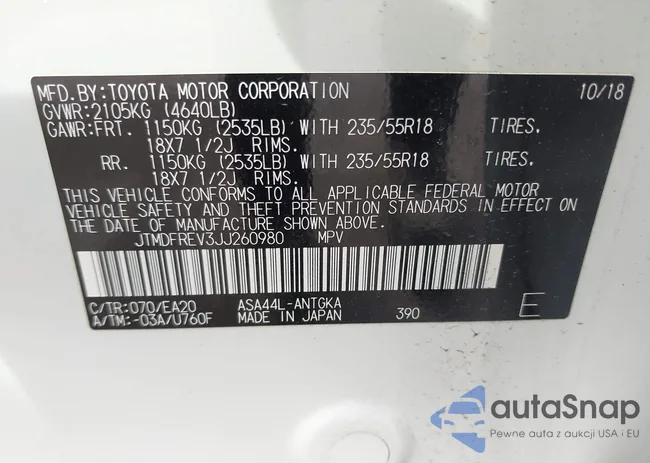 MFD.BY:TOYOTA MOTOR CORPORATION 10/18
GVWR:2105KG (4640LB)
GAWR:FRT. 1150KG (2535LB) WITH 235/55R18 TIRES.
18X7 1/2J RIMS.
RR. 1150KG (2535LB) WITH 235/55R18 TIRES.
18X7 1/2J RIMS.
THIS VEHICLE CONFORMS TO ALL APPLICABLE FEDERAL MOTOR
VEHICLE SAFETY AND THEFT PREVENTION STANDARDS IN EFFECT ON
THE DATE OF MANUFACTURE SHOWN ABOVE.
JTMDFREV3JJ260980 MPV
C/TR:070/EA20 ASA44L-ANTGKA
A/TM:-03A/U760F MADE IN JAPAN 390 E
autoSnap
Pewne auta z aukcji USA i EU